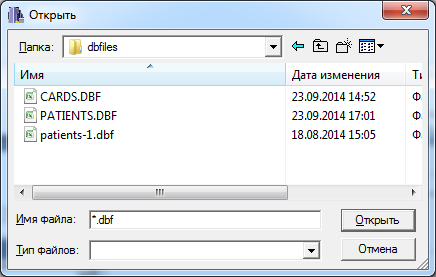 Открыть
Папка: dbfiles
Имя Дата изменения Ти
CARDS.DBF 23.09.2014 14:52 Ф
PATIENTS.DBF 23.09.2014 17:01 Ф
patients-1.dbf 18.08.2014 15:05 Ф
Имя файла: *.dbf Открыть
Тип файлов: Отмена